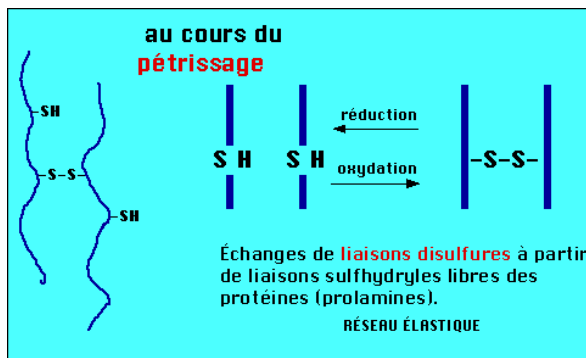 au cours du
pétrissage
SH
S-S
SH
S H
S H
réduction
oxydation
-S-S-
Échanges de liaisons disulfures à partir
de liaisons sulfhydryles libres des
protéines (prolamines).
RÉSEAU ÉLASTIQUE